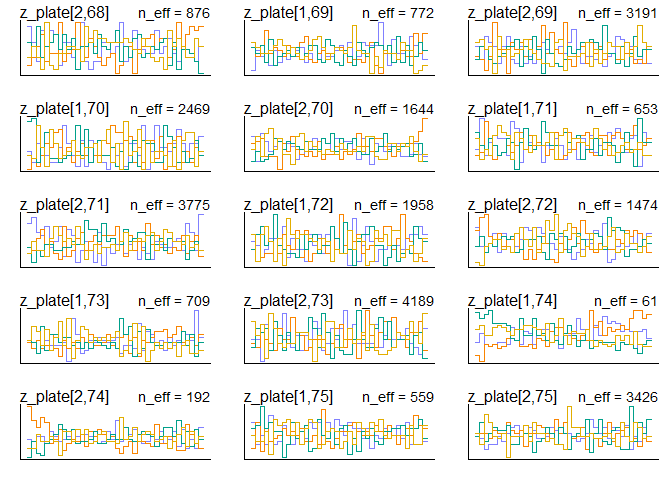 z_plate[2,68] n_eff = 876 z_plate[1,69] n_eff = 772 z_plate[2,69] n_eff = 3191
z_plate[1,70] n_eff = 2469 z_plate[2,70] n_eff = 1644 z_plate[1,71] n_eff = 653
z_plate[2,71] n_eff = 3775 z_plate[1,72] n_eff = 1958 z_plate[2,72] n_eff = 1474
z_plate[1,73] n_eff = 709 z_plate[2,73] n_eff = 4189 z_plate[1,74] n_eff = 61
z_plate[2,74] n_eff = 192 z_plate[1,75] n_eff = 559 z_plate[2,75] n_eff = 3426